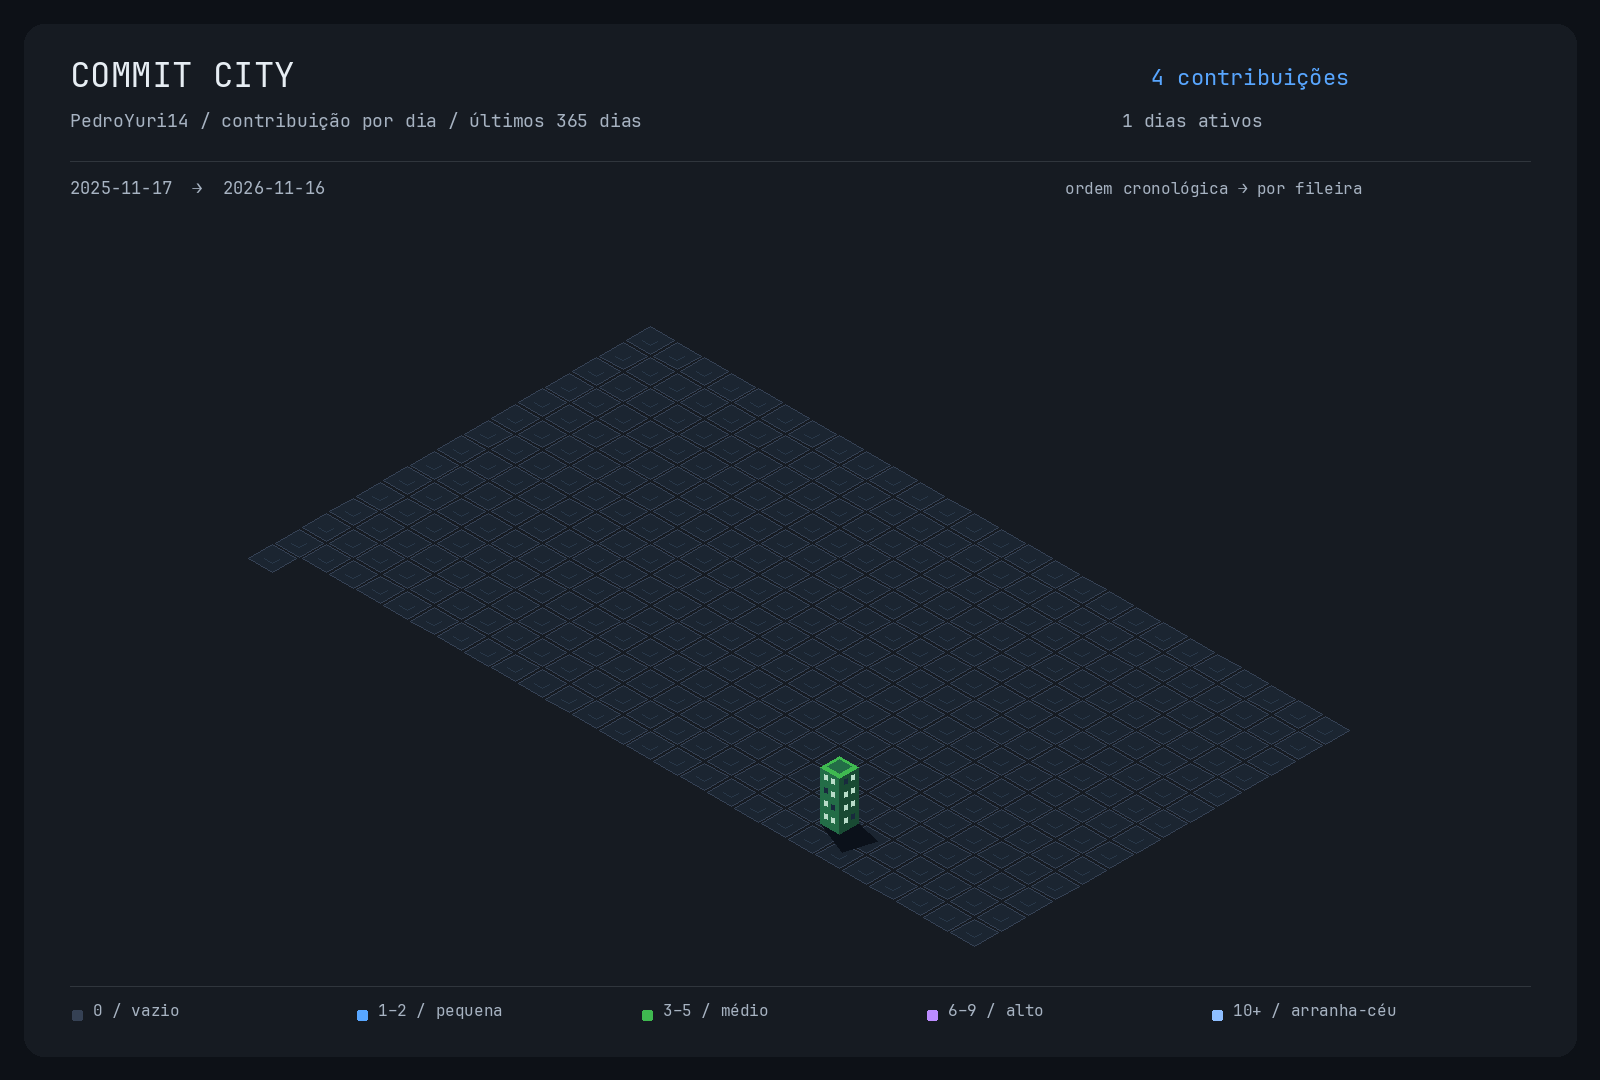 COMMIT CITY
4 contribuições
PedroYuri14 / contribuição por dia / últimos 365 dias
1 dias ativos
2025-11-17 → 2026-11-16
ordem cronológica → por fileira
0 / vazio
1–2 / pequena
3–5 / médio
6–9 / alto
10+ / arranha-céu